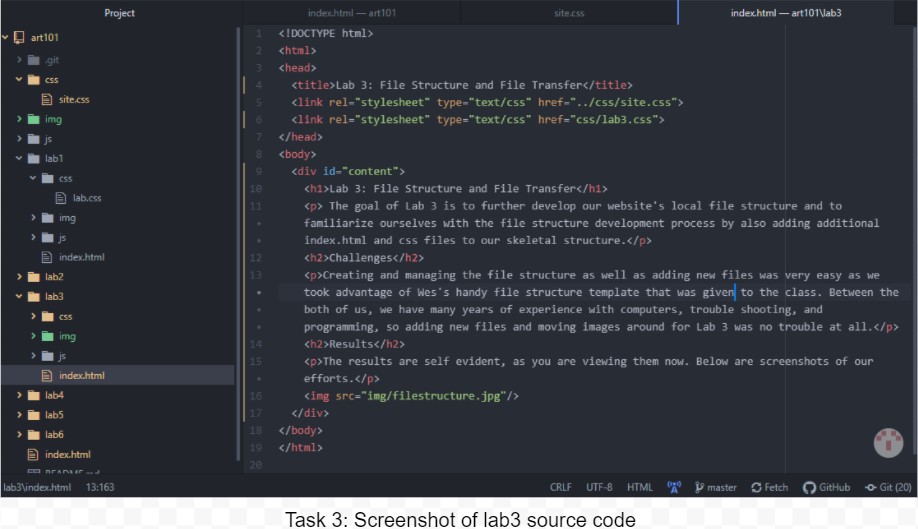 Project
index.html — art101
site.css
index.html — art101\lab3
art101
.git
css
site.css
img
js
lab1
css
lab.css
img
js
index.html
lab2
lab3
css
img
js
index.html
lab4
lab5
lab6
index.html
README.md
1 <!DOCTYPE html>
2 <html>
3 <head>
4 <title>Lab 3: File Structure and File Transfer</title>
5 <link rel="stylesheet" type="text/css" href="../css/site.css">
6 <link rel="stylesheet" type="text/css" href="css/lab3.css">
7 </head>
8 <body>
9 <div id="content">
10 <h1>Lab 3: File Structure and File Transfer</h1>
11 <p> The goal of Lab 3 is to further develop our website's local file structure and to
• familiarize ourselves with the file structure development process by also adding additional
• index.html and css files to our skeletal structure.</p>
12 <h2>Challenges</h2>
13 <p>Creating and managing the file structure as well as adding new files was very easy as we
• took advantage of Wes's handy file structure template that was given to the class. Between the
• both of us, we have many years of experience with computers, trouble shooting, and
• programming, so adding new files and moving images around for Lab 3 was no trouble at all.</p>
14 <h2>Results</h2>
15 <p>The results are self evident, as you are viewing them now. Below are screenshots of our
• efforts.</p>
16 <img src="img/filestructure.jpg"/>
17 </div>
18 </body>
19 </html>
20
lab3\index.html 13:163
CRLF UTF-8 HTML master Fetch GitHub Git (20)
Task 3: Screenshot of lab3 source code